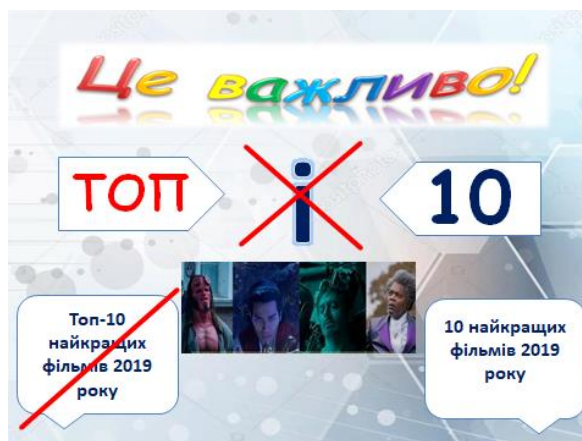 Це важливо!
ТОП
і
10
Топ-10
найкращих
фільмів 2019
року
10 найкращих
фільмів 2019
року